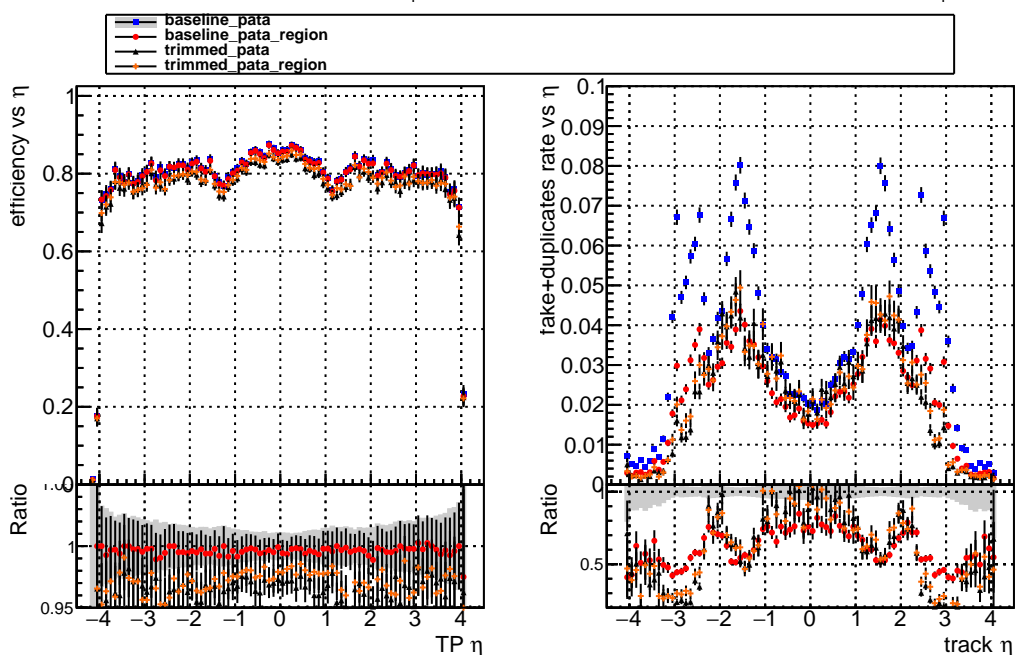 baseline_pata
baseline_pata_region
trimmed_pata
trimmed_pata_region
efficiency vs η
1
0.8
0.6
0.4
0.2
0
Ratio
1
0.95
−4 −3 −2 −1 0 1 2 3 4
TP η
fake+duplicates rate vs η
0.1
0.09
0.08
0.07
0.06
0.05
0.04
0.03
0.02
0.01
0
Ratio
0.5
−4 −3 −2 −1 0 1 2 3 4
track η